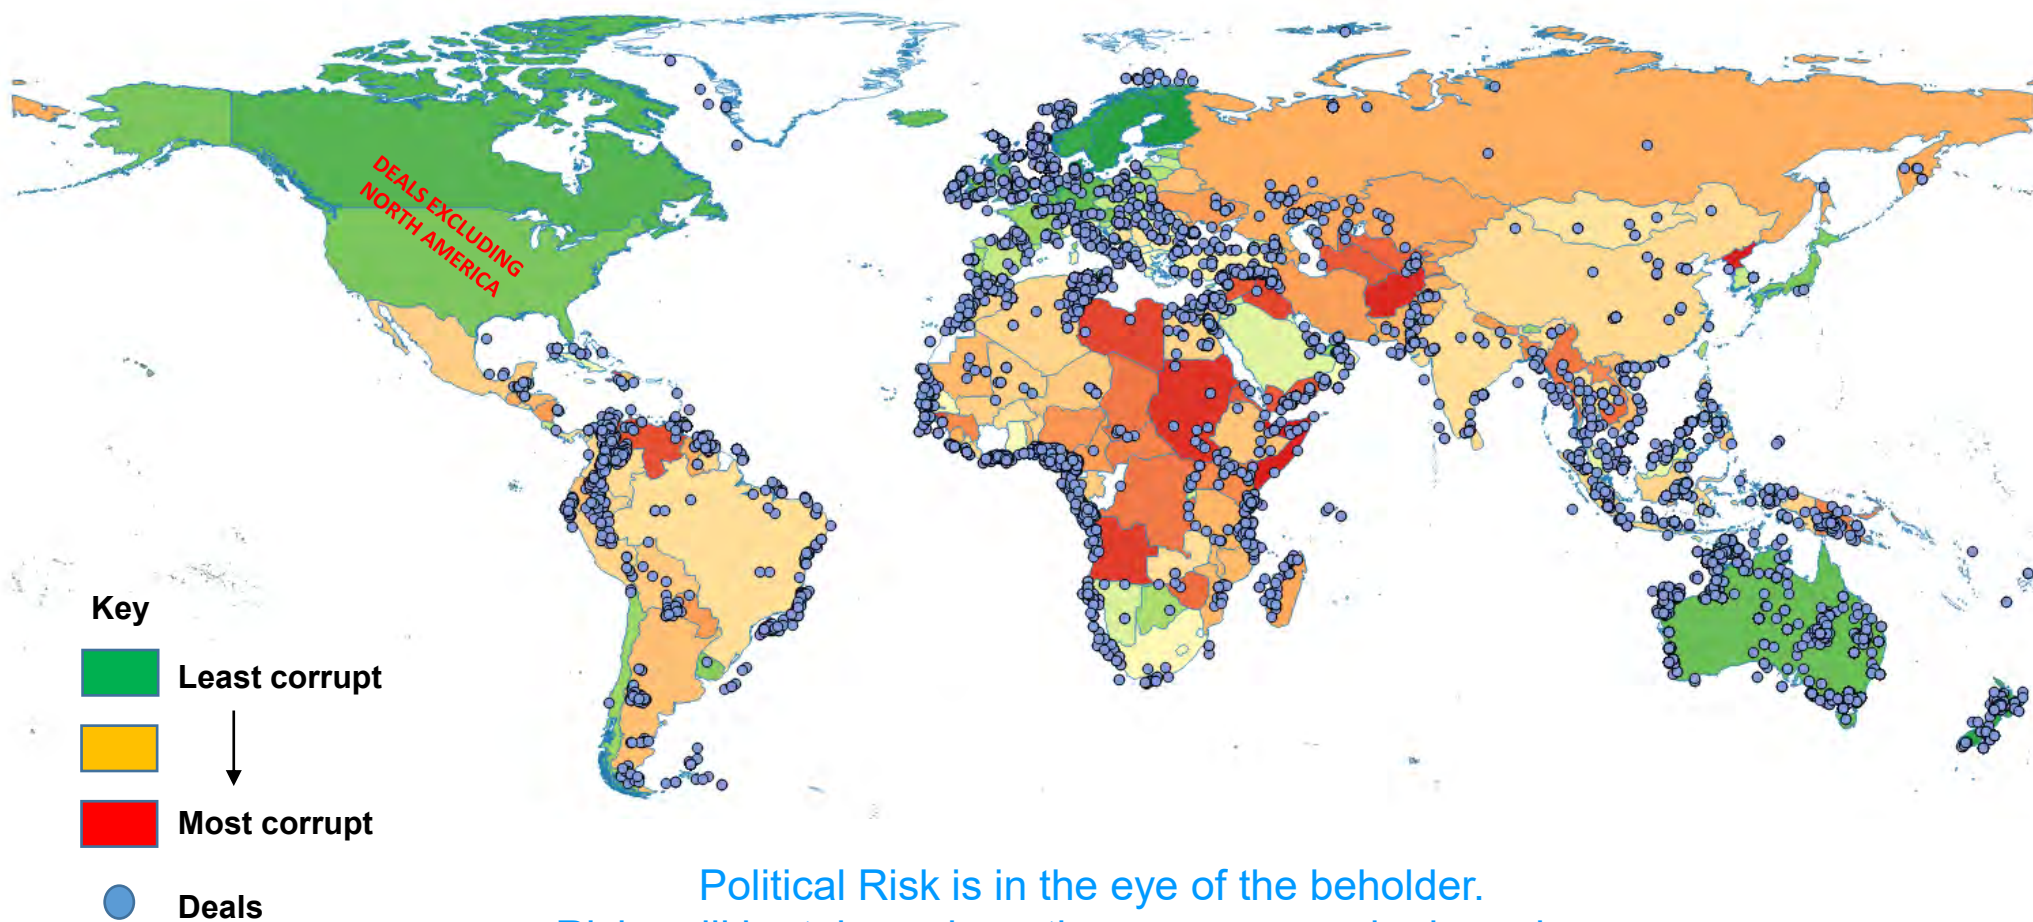 DEALS EXCLUDING
NORTH AMERICA
Key
Least corrupt
Most corrupt
Deals
Political Risk is in the eye of the beholder.